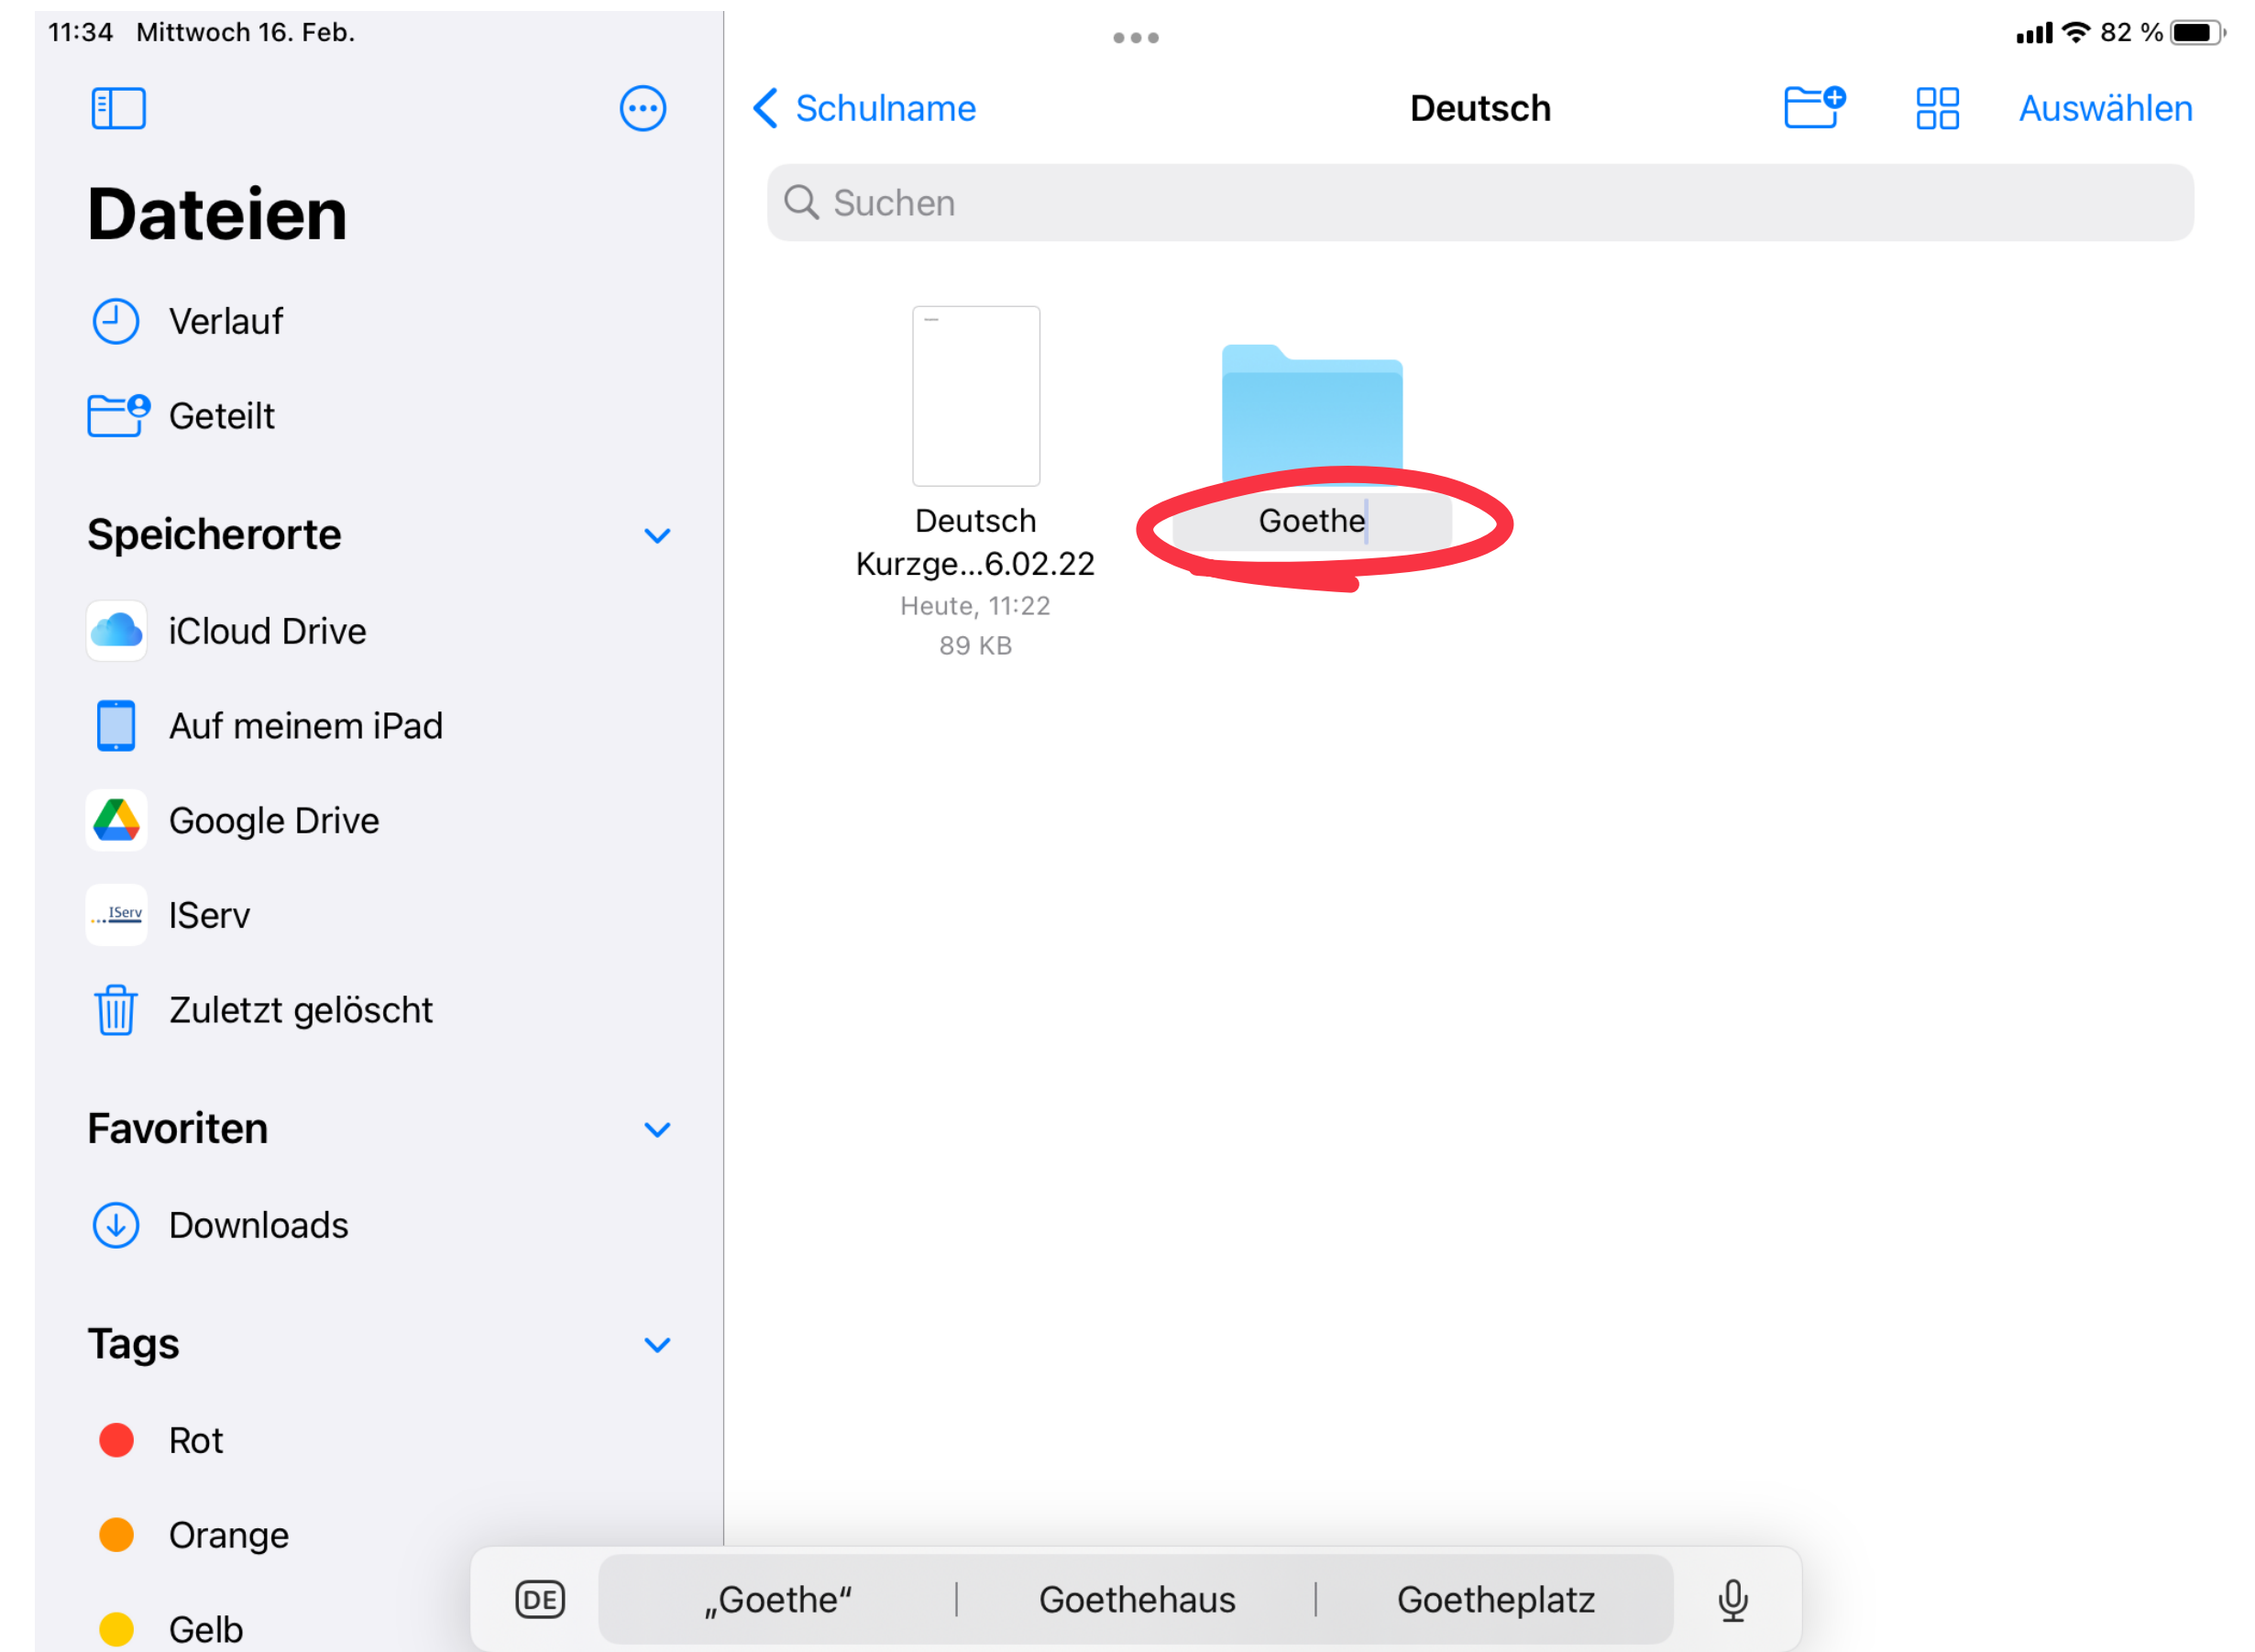 11:34 Mittwoch 16. Feb.
82 %
Dateien
Verlauf
Geteilt
Speicherorte
iCloud Drive
Auf meinem iPad
Google Drive
IServ
IServ
Zuletzt gelöscht
Favoriten
Downloads
Tags
Rot
Orange
Gelb
Schulname
Deutsch
Auswählen
Suchen
Deutsch
Kurzge...6.02.22
Heute, 11:22
89 KB
Goethe
DE
„Goethe“
Goethehaus
Goetheplatz